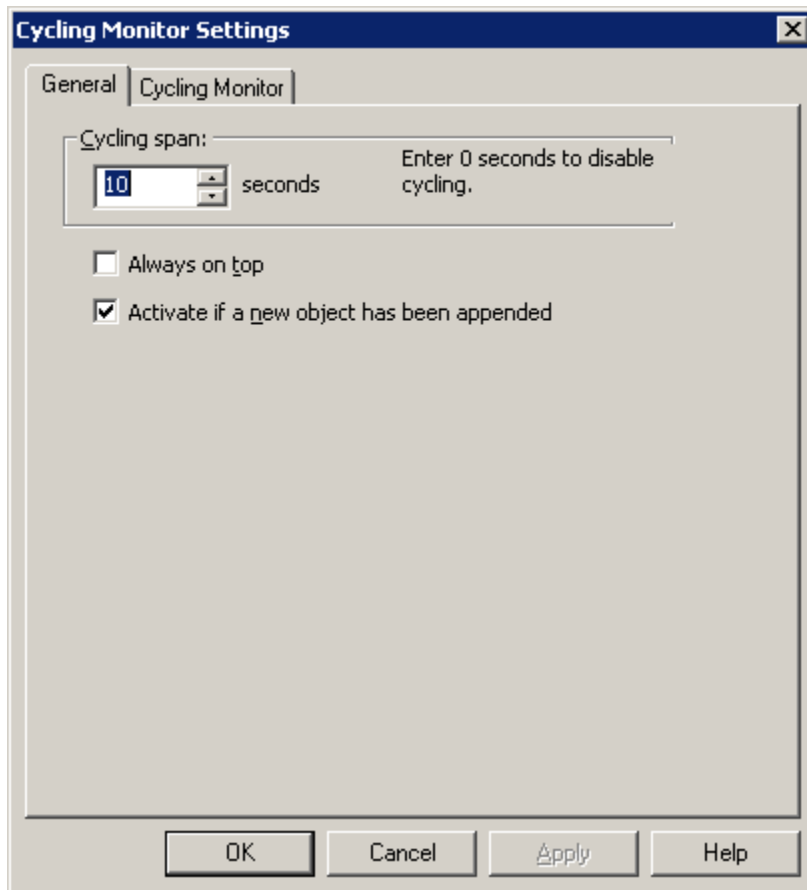 Cycling Monitor Settings
General
Cycling Monitor
Cycling span:
10
seconds
Enter 0 seconds to disable
cycling.
Always on top
Activate if a new object has been appended
OK
Cancel
Apply
Help